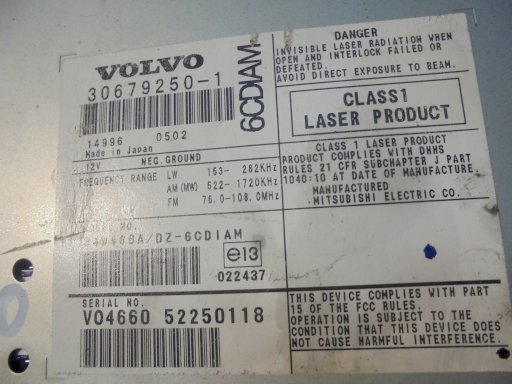 VOLVO
30679250-1
6CDIAM
14996 0502
Made in Japan
12V NEG.GROUND
FREQUENCY RANGE LW 153- 282KHz
AM(MW) 522-1720KHz
FM 76.0-108.0MHz
NO.
/DZ-6CDIAM
e13
022437
SERIAL NO.
V04660 52250118
DANGER
INVISIBLE LASER RADIATION WHEN
OPEN AND INTERLOCK FAILED OR
DEFEATED.
AVOID DIRECT EXPOSURE TO BEAM.
CLASS1
LASER PRODUCT
CLASS 1 LASER PRODUCT
PRODUCT COMPLIES WITH DHHS
RULES 21 CFR SUBCHAPTER J PART
1040:10 AT DATE OF MANUFACTURE.
MANUFACTURED
MITSUBISHI ELECTRIC CO.
THIS DEVICE COMPLIES WITH PART
15 OF THE FCC RULES.
OPERATION IS SUBJECT TO THE
CONDITION THAT THIS DEVICE DOES
NOT CAUSE HARMFUL INTERFERENCE.